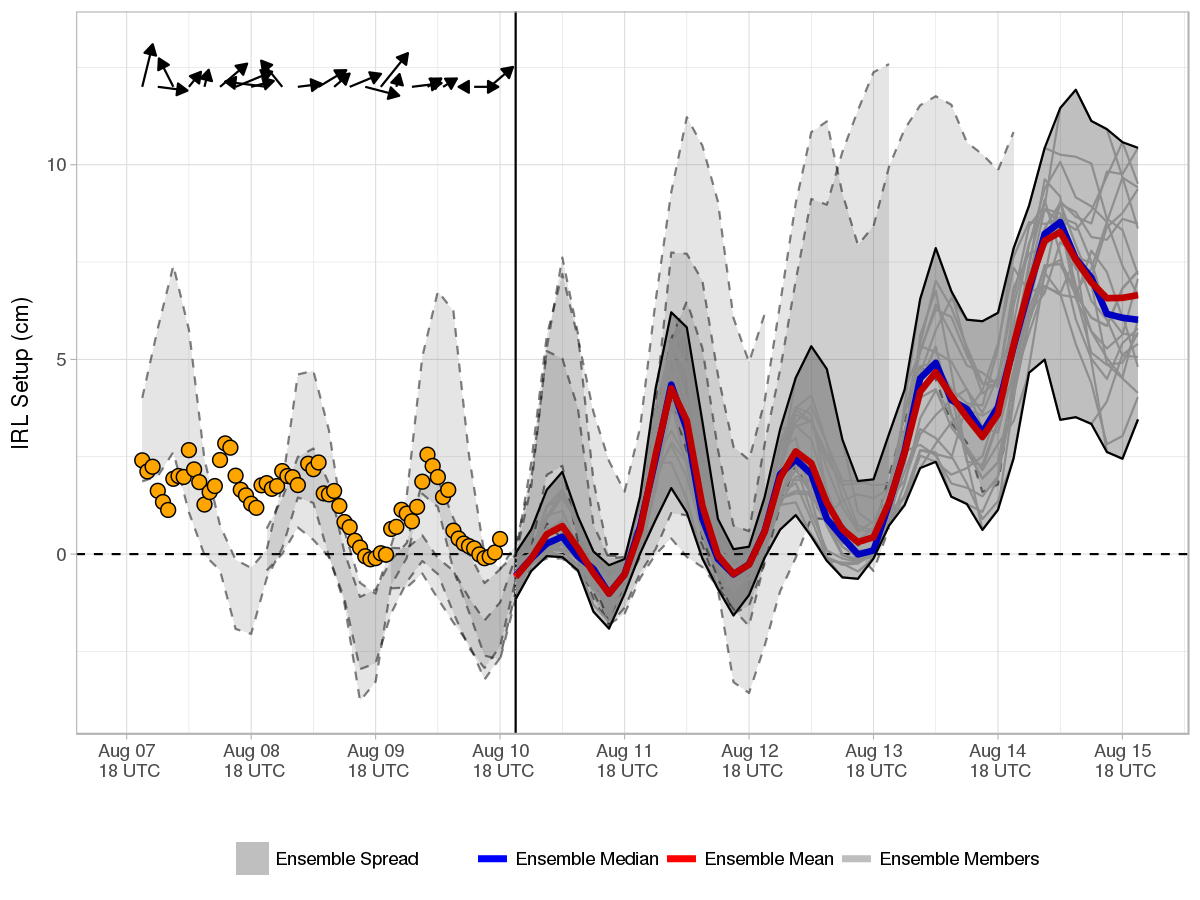 IRL Setup (cm)
10
5
0
Aug 07
18 UTC
Aug 08
18 UTC
Aug 09
18 UTC
Aug 10
18 UTC
Aug 11
18 UTC
Aug 12
18 UTC
Aug 13
18 UTC
Aug 14
18 UTC
Aug 15
18 UTC
Ensemble Spread
Ensemble Median
Ensemble Mean
Ensemble Members